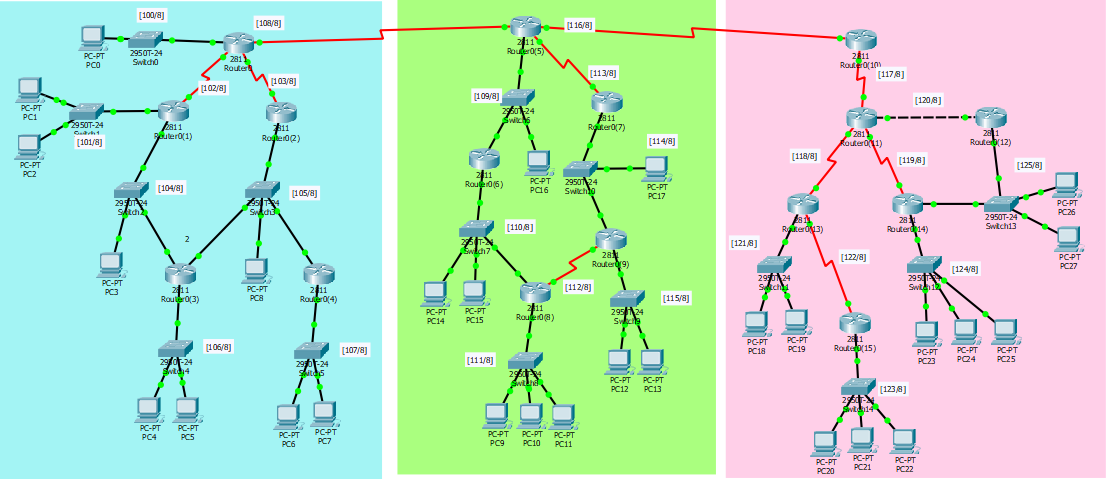 [100/8]
[108/8]
PC-PT
PC0
2950T-24
Switch0
2811
Router0
[102/8]
[103/8]
PC-PT
PC1
2950T-24
Switch1
[101/8]
PC-PT
PC2
2811
Router0(1)
2811
Router0(2)
[104/8]
2950T-24
Switch2
[105/8]
2950T-24
Switch3
2
PC-PT
PC3
2811
Router0(3)
PC-PT
PC8
2811
Router0(4)
[106/8]
2950T-24
Switch4
[107/8]
2950T-24
Switch5
PC-PT
PC4
PC-PT
PC5
PC-PT
PC6
PC-PT
PC7
[116/8]
2811
Router0(5)
[113/8]
[109/8]
2950T-24
Switch6
2811
Router0(7)
[114/8]
2811
Router0(6)
PC-PT
PC16
2950T-24
Switch10
PC-PT
PC17
[110/8]
2950T-24
Switch7
2811
Router0(9)
PC-PT
PC14
PC-PT
PC15
[112/8]
2811
Router0(8)
[115/8]
2950T-24
[111/8]
2950T-24
Switch8
PC-PT
PC12
PC-PT
PC13
PC-PT
PC9
PC-PT
PC10
PC-PT
PC11
2811
Router0(10)
[117/8]
[120/8]
2811
Router0(11)
2811
Router0(12)
[118/8]
[119/8]
[125/8]
PC-PT
PC26
2811
Router0(13)
2811
Router0(14)
2950T-24
Switch13
PC-PT
PC27
[121/8]
2950T-24
Switch11
[122/8]
2950T-24
Switch12
[124/8]
PC-PT
PC18
PC-PT
PC19
2811
Router0(15)
PC-PT
PC23
PC-PT
PC24
PC-PT
PC25
2950T-24
Switch14
[123/8]
PC-PT
PC20
PC-PT
PC21
PC-PT
PC22